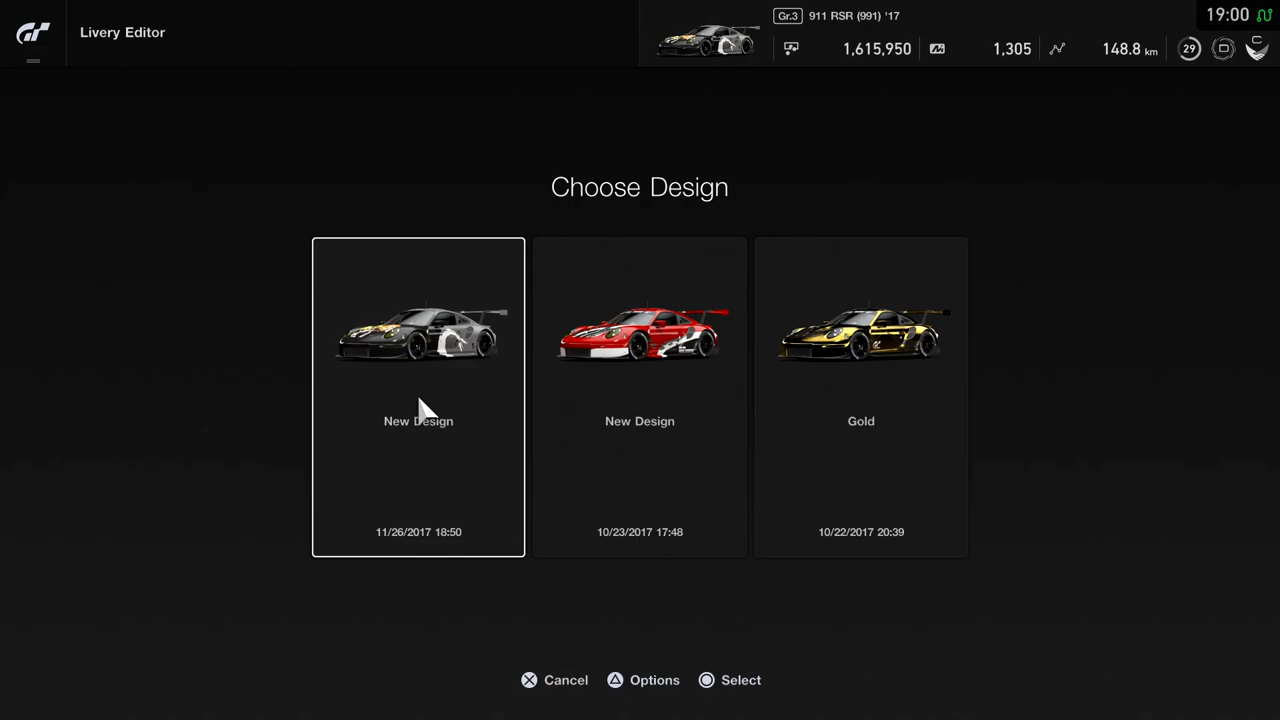 Livery Editor
Gr.3 911 RSR (991) '17
1,615,950 1,305 148.8 km 29 D C
19:00
Choose Design
New Design
11/26/2017 18:50
New Design
10/23/2017 17:48
Gold
10/22/2017 20:39
Cancel Options Select